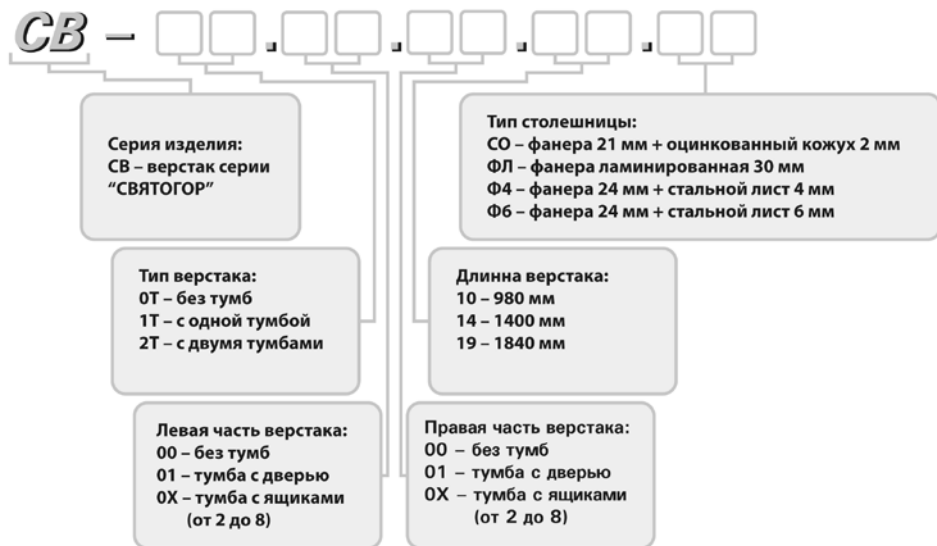 СВ – . . . .
Серия изделия:
СВ – верстак серии
“СВЯТОГОР”
Тип столешницы:
СО – фанера 21 мм + оцинкованный кожух 2 мм
ФЛ – фанера ламинированная 30 мм
Ф4 – фанера 24 мм + стальной лист 4 мм
Ф6 – фанера 24 мм + стальной лист 6 мм
Тип верстака:
0Т – без тумб
1Т – с одной тумбой
2Т – с двумя тумбами
Длинна верстака:
10 – 980 мм
14 – 1400 мм
19 – 1840 мм
Левая часть верстака:
00 – без тумб
01 – тумба с дверью
0Х – тумба с ящиками
(от 2 до 8)
Правая часть верстака:
00 – без тумб
01 – тумба с дверью
0Х – тумба с ящиками
(от 2 до 8)